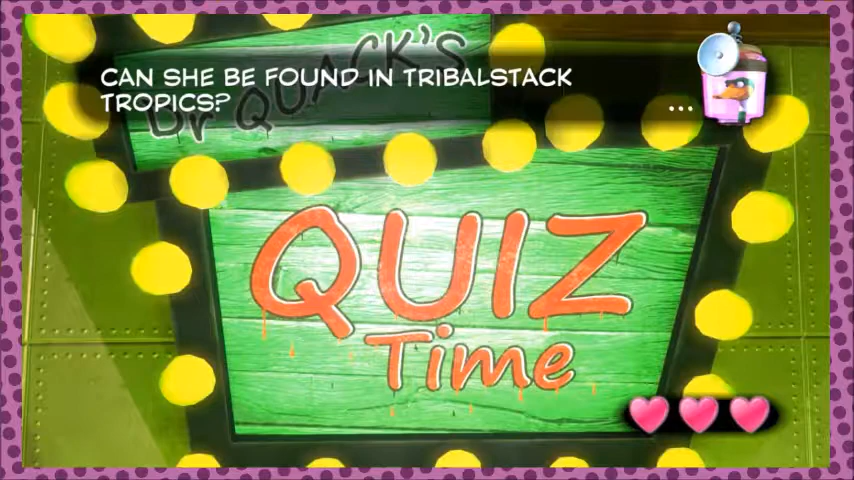 CAN SHE BE FOUND IN TRIBALSTACK
TROPICS?
...
Dr QUACK'S
QUIZ
Time